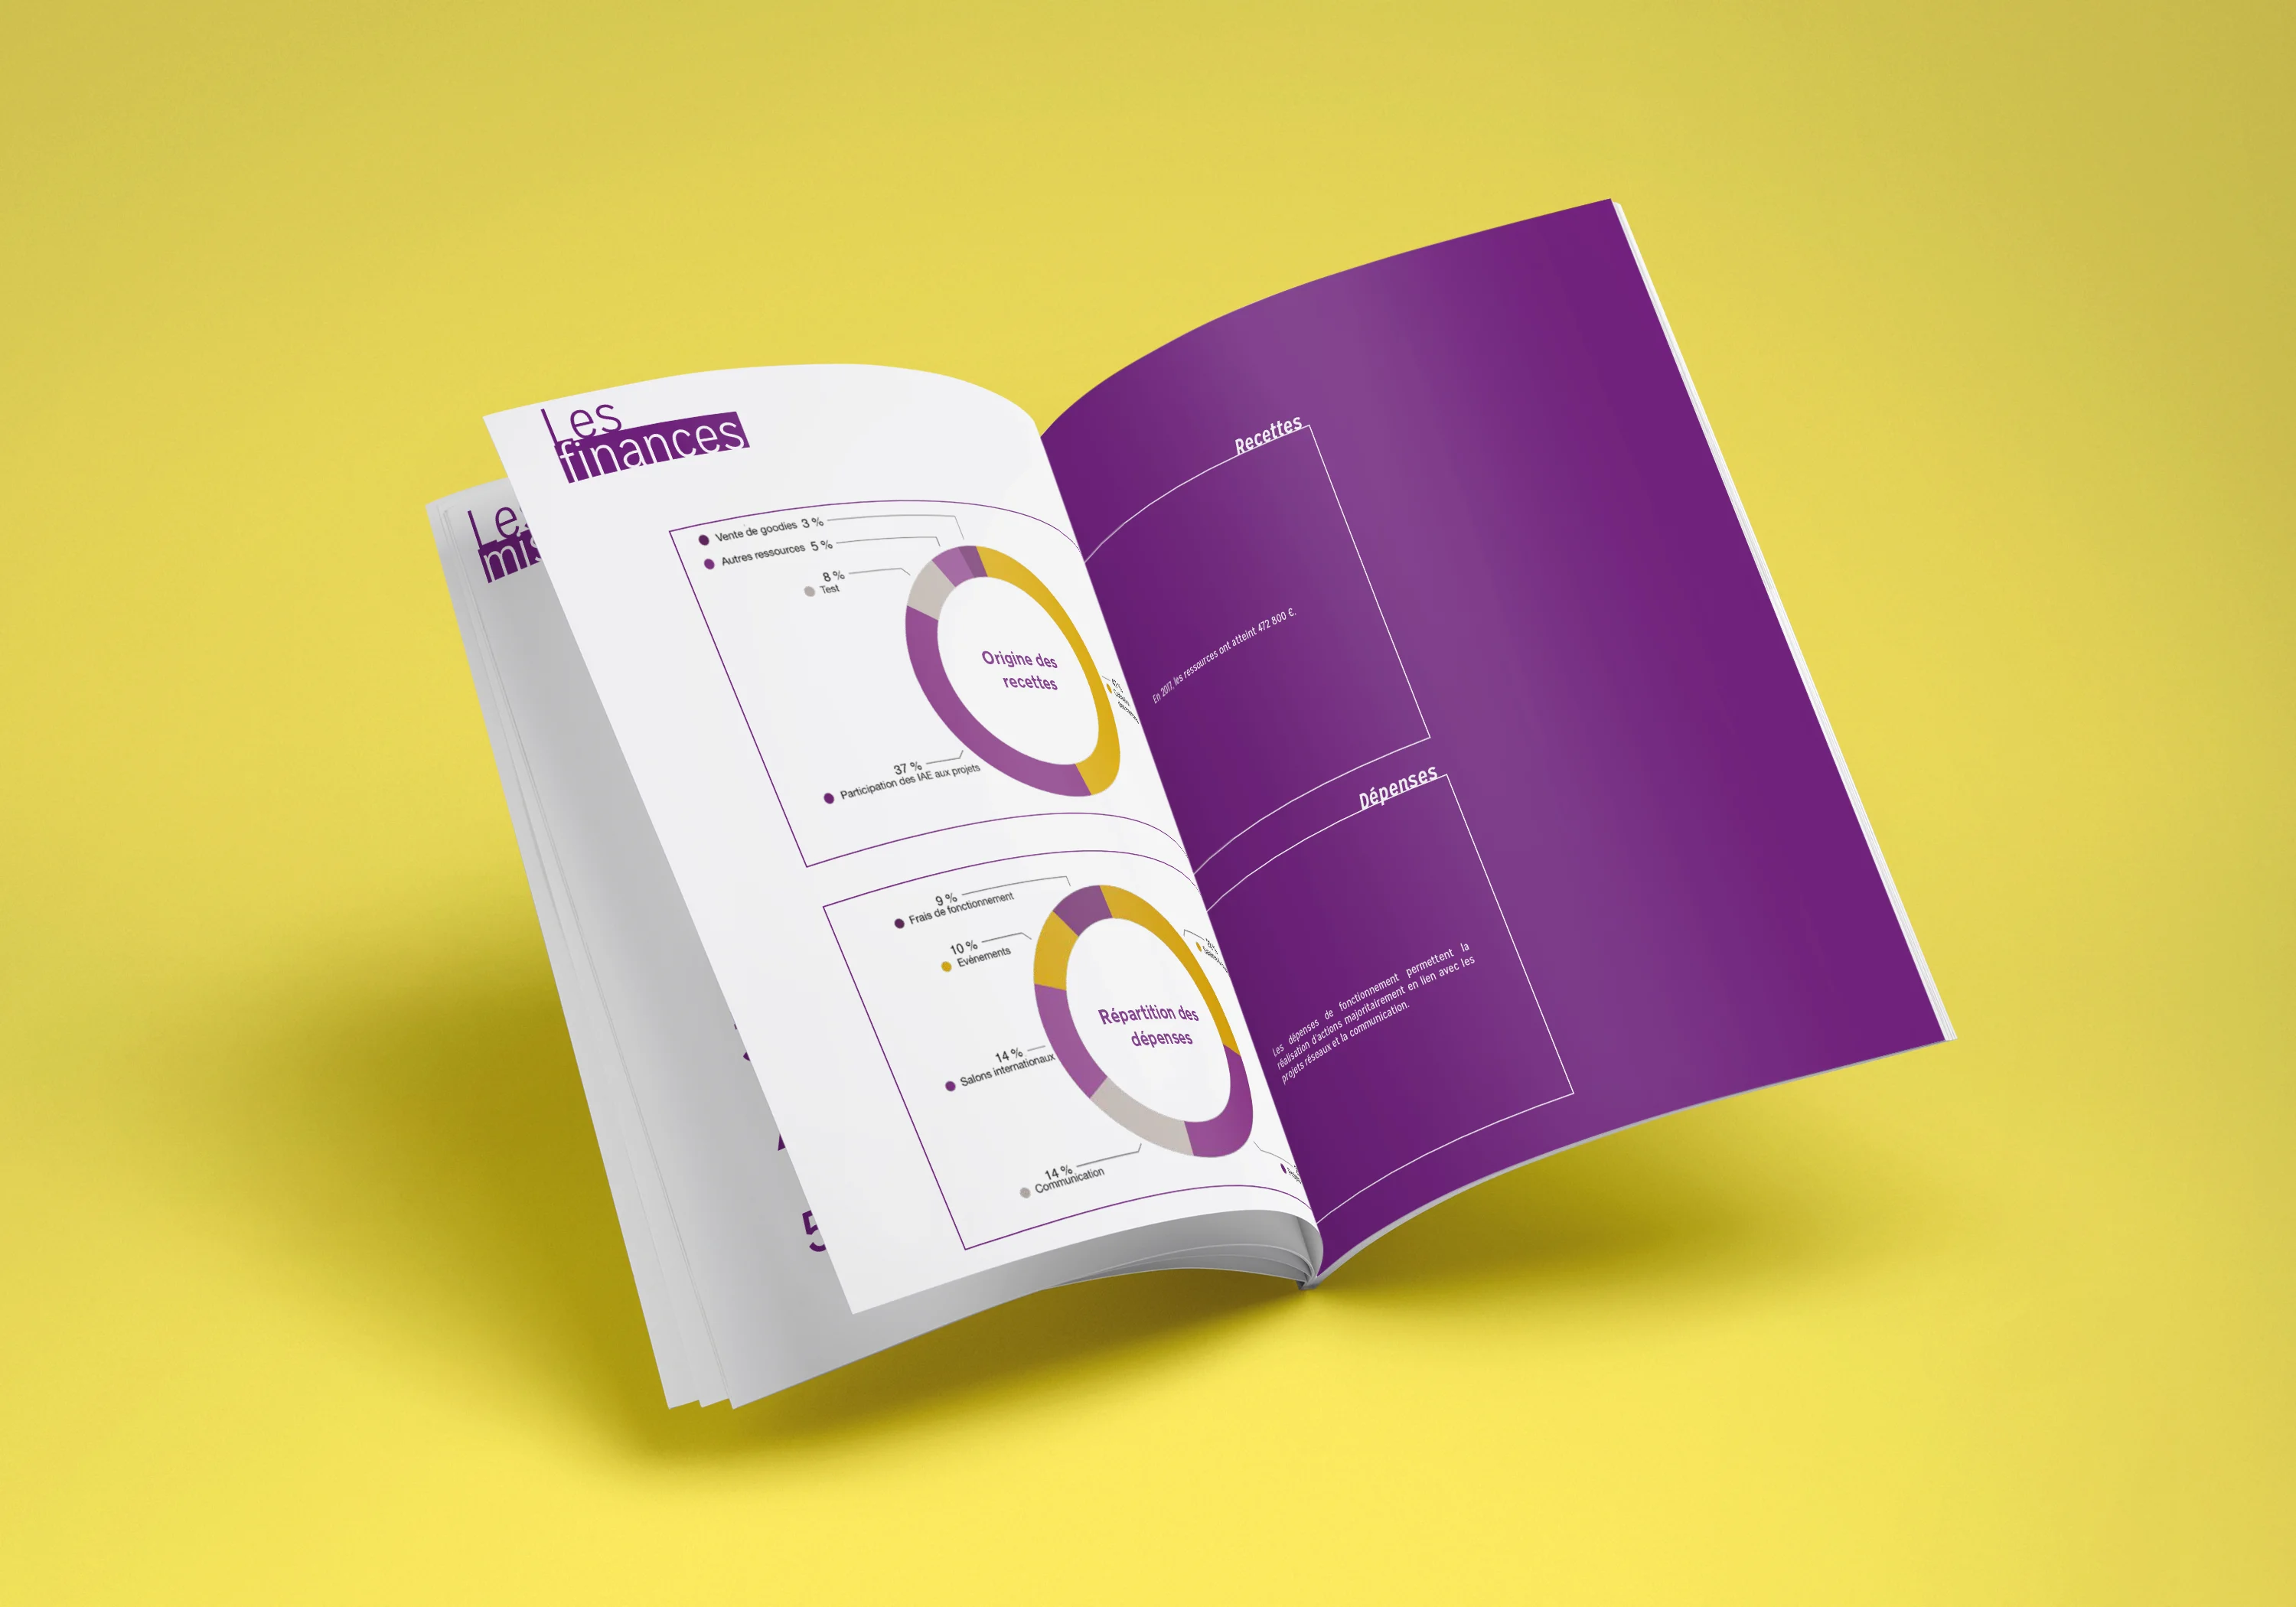 Les
finances
Vente de goodies 3 %
Autres ressources 5 %
8 %
Test
Origine des
recettes
37 %
Participation des IAE aux projets
9 %
Frais de fonctionnement
10 %
Evénements
Répartition des
dépenses
14 %
Salons internationaux
14 %
Communication
Recettes
En 2017, les ressources ont atteint 472 800 €.
Dépenses
Les dépenses de fonctionnement permettent la
réalisation d'actions majoritairement en lien avec les
projets réseaux et la communication.
Les
5